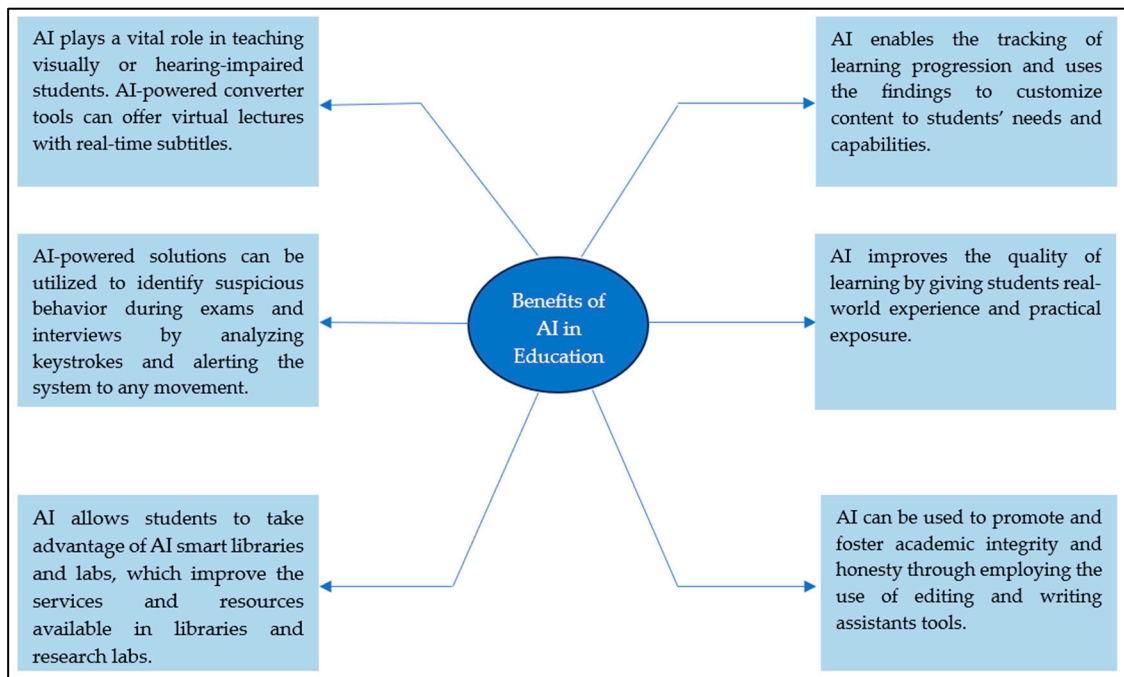 AI plays a vital role in teaching
visually or hearing-impaired
students. AI-powered converter
tools can offer virtual lectures
with real-time subtitles.
AI enables the tracking of
learning progression and uses
the findings to customize
content to students’ needs and
capabilities.
AI-powered solutions can be
utilized to identify suspicious
behavior during exams and
interviews by analyzing
keystrokes and alerting the
system to any movement.
Benefits of
AI in
Education
AI improves the quality of
learning by giving students real-
world experience and practical
exposure.
AI allows students to take
advantage of AI smart libraries
and labs, which improve the
services and resources
available in libraries and
research labs.
AI can be used to promote and
foster academic integrity and
honesty through employing the
use of editing and writing
assistants tools.